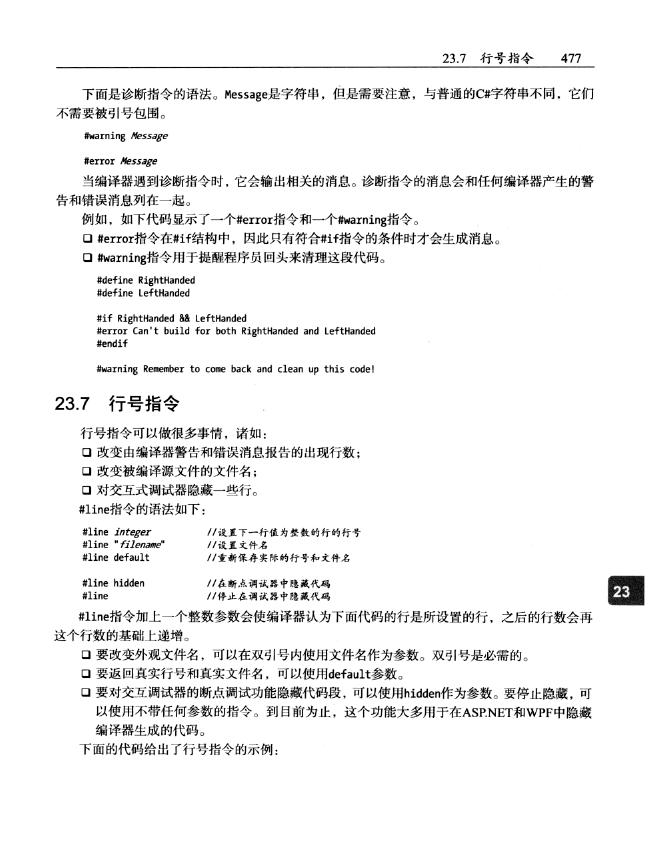 23.7 行号指令 477
下面是诊断指令的语法。Message是字符串，但是需要注意，与普通的C#字符串不同，它们
不需要被引号包围。
#warning Message
#error Message
当编译器遇到诊断指令时，它会输出相关的消息。诊断指令的消息会和任何编译器产生的警
告和错误消息列在一起。
例如，如下代码显示了一个#error指令和一个#warning指令。
❑ #error指令在#if结构中，因此只有符合#if指令的条件时才会生成消息。
❑ #warning指令用于提醒程序员回头来清理这段代码。
#define RightHanded
#define LeftHanded
#if RightHanded && LeftHanded
#error Can't build for both RightHanded and LeftHanded
#endif
#warning Remember to come back and clean up this code!
23.7 行号指令
行号指令可以做很多事情，诸如：
❑ 改变由编译器警告和错误消息报告的出现行数；
❑ 改变被编译源文件的文件名；
❑ 对交互式调试器隐藏一些行。
#line指令的语法如下：
#line integer //设置下一行值为整数的行的行号
#line "filename" //设置文件名
#line default //重新保存实际的行号和文件名
#line hidden //在断点调试器中隐藏代码
#line //停止在调试器中隐藏代码
23
#line指令加上一个整数参数会使编译器认为下面代码的行是所设置的行，之后的行数会再
这个行数的基础上递增。
❑ 要改变外观文件名，可以在双引号内使用文件名作为参数。双引号是必需的。
❑ 要返回真实行号和真实文件名，可以使用default参数。
❑ 要对交互调试器的断点调试功能隐藏代码段，可以使用hidden作为参数。要停止隐藏，可
以使用不带任何参数的指令。到目前为止，这个功能大多用于在ASP.NET和WPF中隐藏
编译器生成的代码。
下面的代码给出了行号指令的示例：